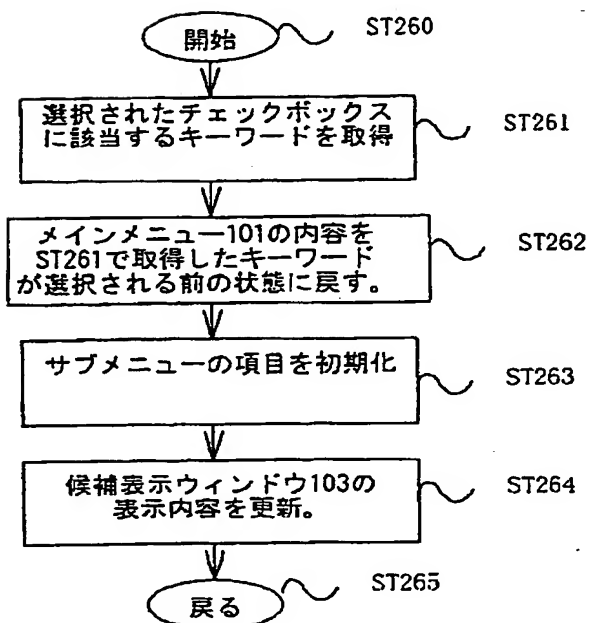 開始
ST260
選択されたチェックボックス
に該当するキーワードを取得
ST261
メインメニュー101の内容を
ST261で取得したキーワード
が選択される前の状態に戻す。
ST262
サブメニューの項目を初期化
ST263
候補表示ウィンドウ103の
表示内容を更新。
ST264
戻る
ST265